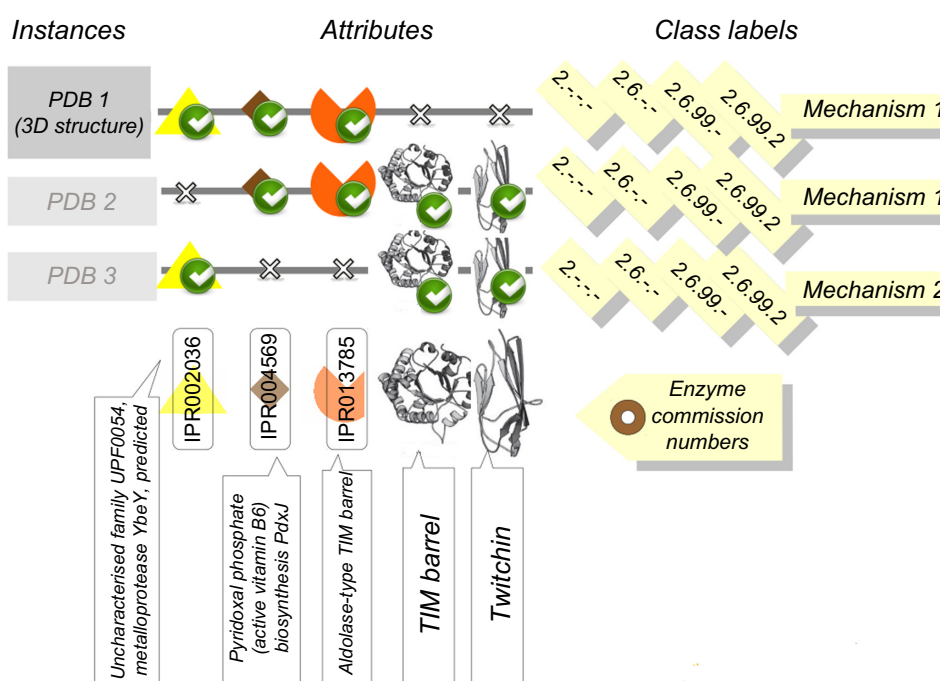 Instances
Attributes
Class labels
PDB 1
(3D structure)
2.-.-.-
2.6.-.-
2.6.99.-
2.6.99.2
Mechanism 1
PDB 2
2.-.-.-
2.6.-.-
2.6.99.-
2.6.99.2
Mechanism 1
PDB 3
2.-.-.-
2.6.-.-
2.6.99.-
2.6.99.2
Mechanism 2
IPR002036
IPR004569
IPR013785
Enzyme
commission
numbers
Uncharacterised family UPF0054,
metalloprotease YbeY, predicted
Pyridoxal phosphate
(active vitamin B6)
biosynthesis PdxJ
Aldolase-type TIM barrel
TIM barrel
Twitchin